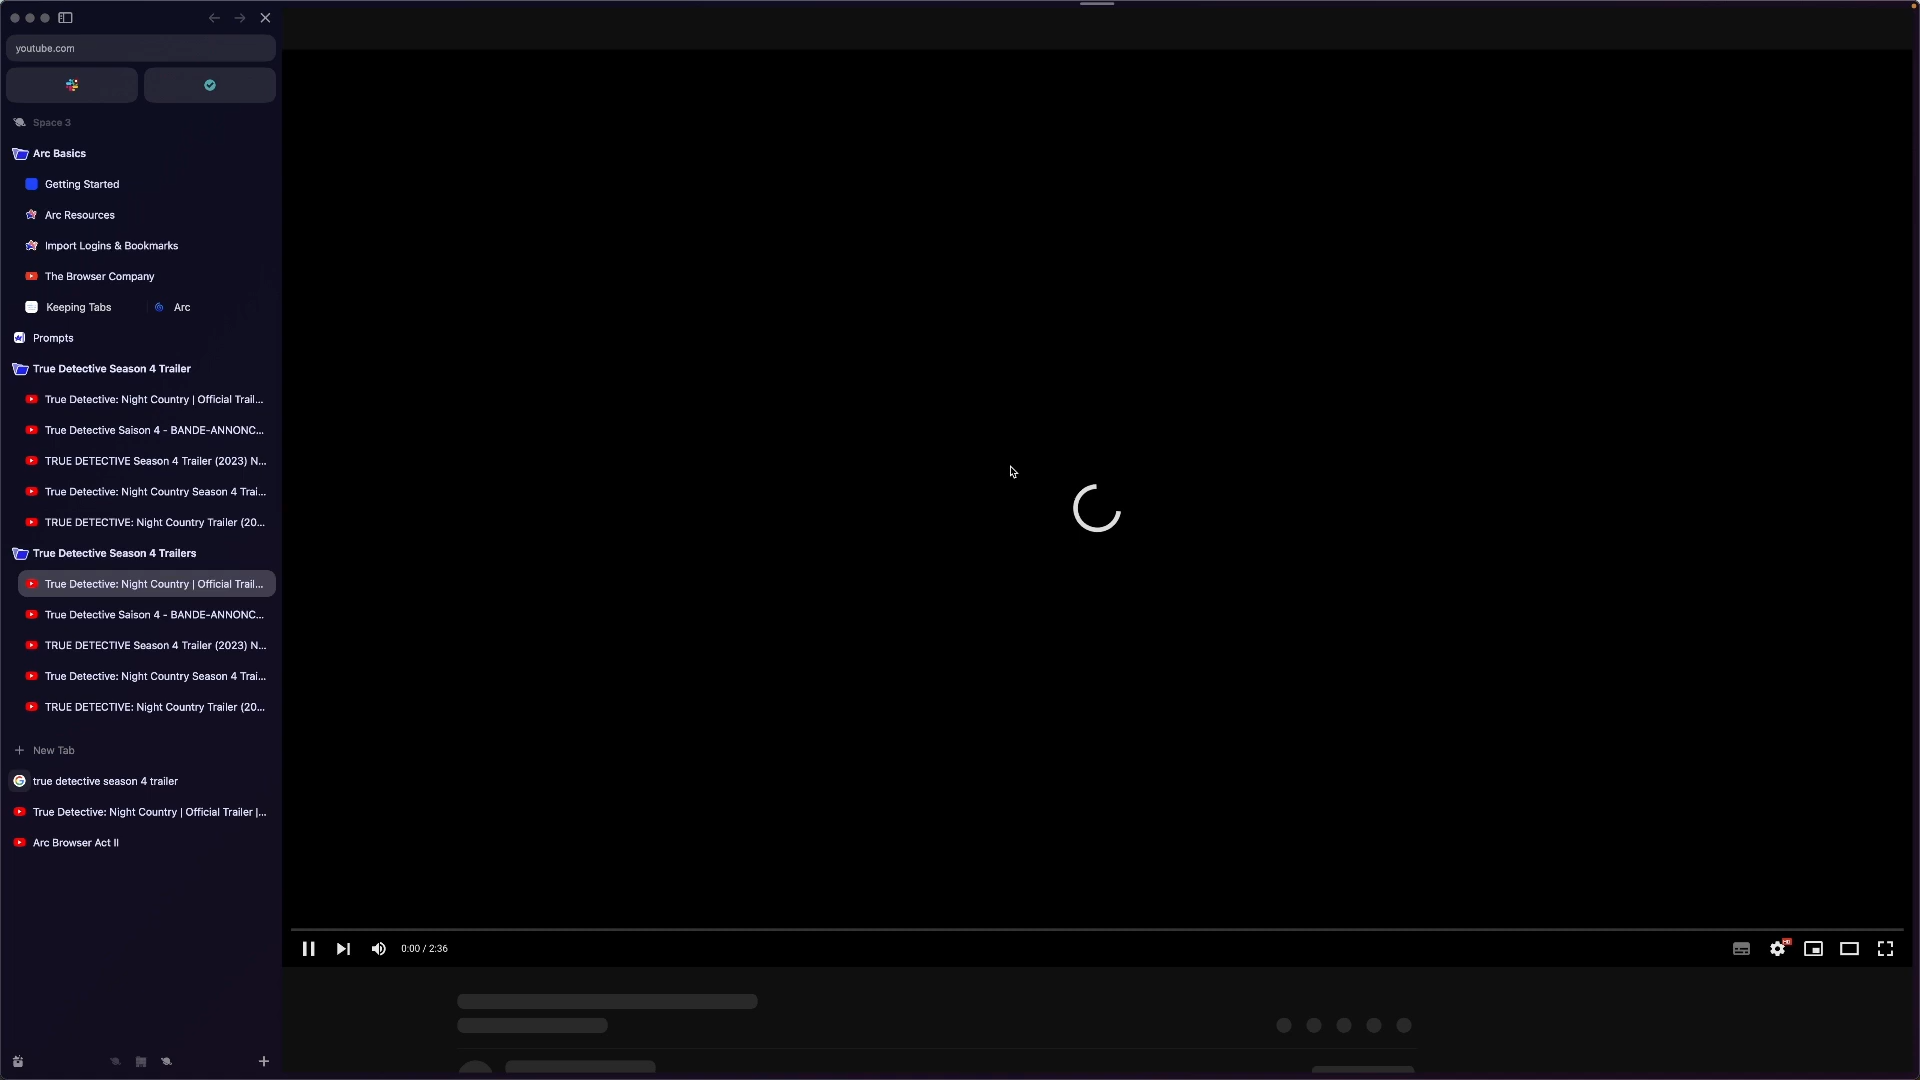 youtube.com
Space 3
Arc Basics
Getting Started
Arc Resources
Import Logins & Bookmarks
The Browser Company
Keeping Tabs
Arc
Prompts
True Detective Season 4 Trailer
True Detective: Night Country | Official Trail...
True Detective Saison 4 - BANDE-ANNONC...
TRUE DETECTIVE Season 4 Trailer (2023) N...
True Detective: Night Country Season 4 Trai...
TRUE DETECTIVE: Night Country Trailer (20...
True Detective Season 4 Trailers
True Detective: Night Country | Official Trail...
True Detective Saison 4 - BANDE-ANNONC...
TRUE DETECTIVE Season 4 Trailer (2023) N...
True Detective: Night Country Season 4 Trai...
TRUE DETECTIVE: Night Country Trailer (20...
New Tab
true detective season 4 trailer
True Detective: Night Country | Official Trailer |...
Arc Browser Act II
0:00 / 2:36
HD